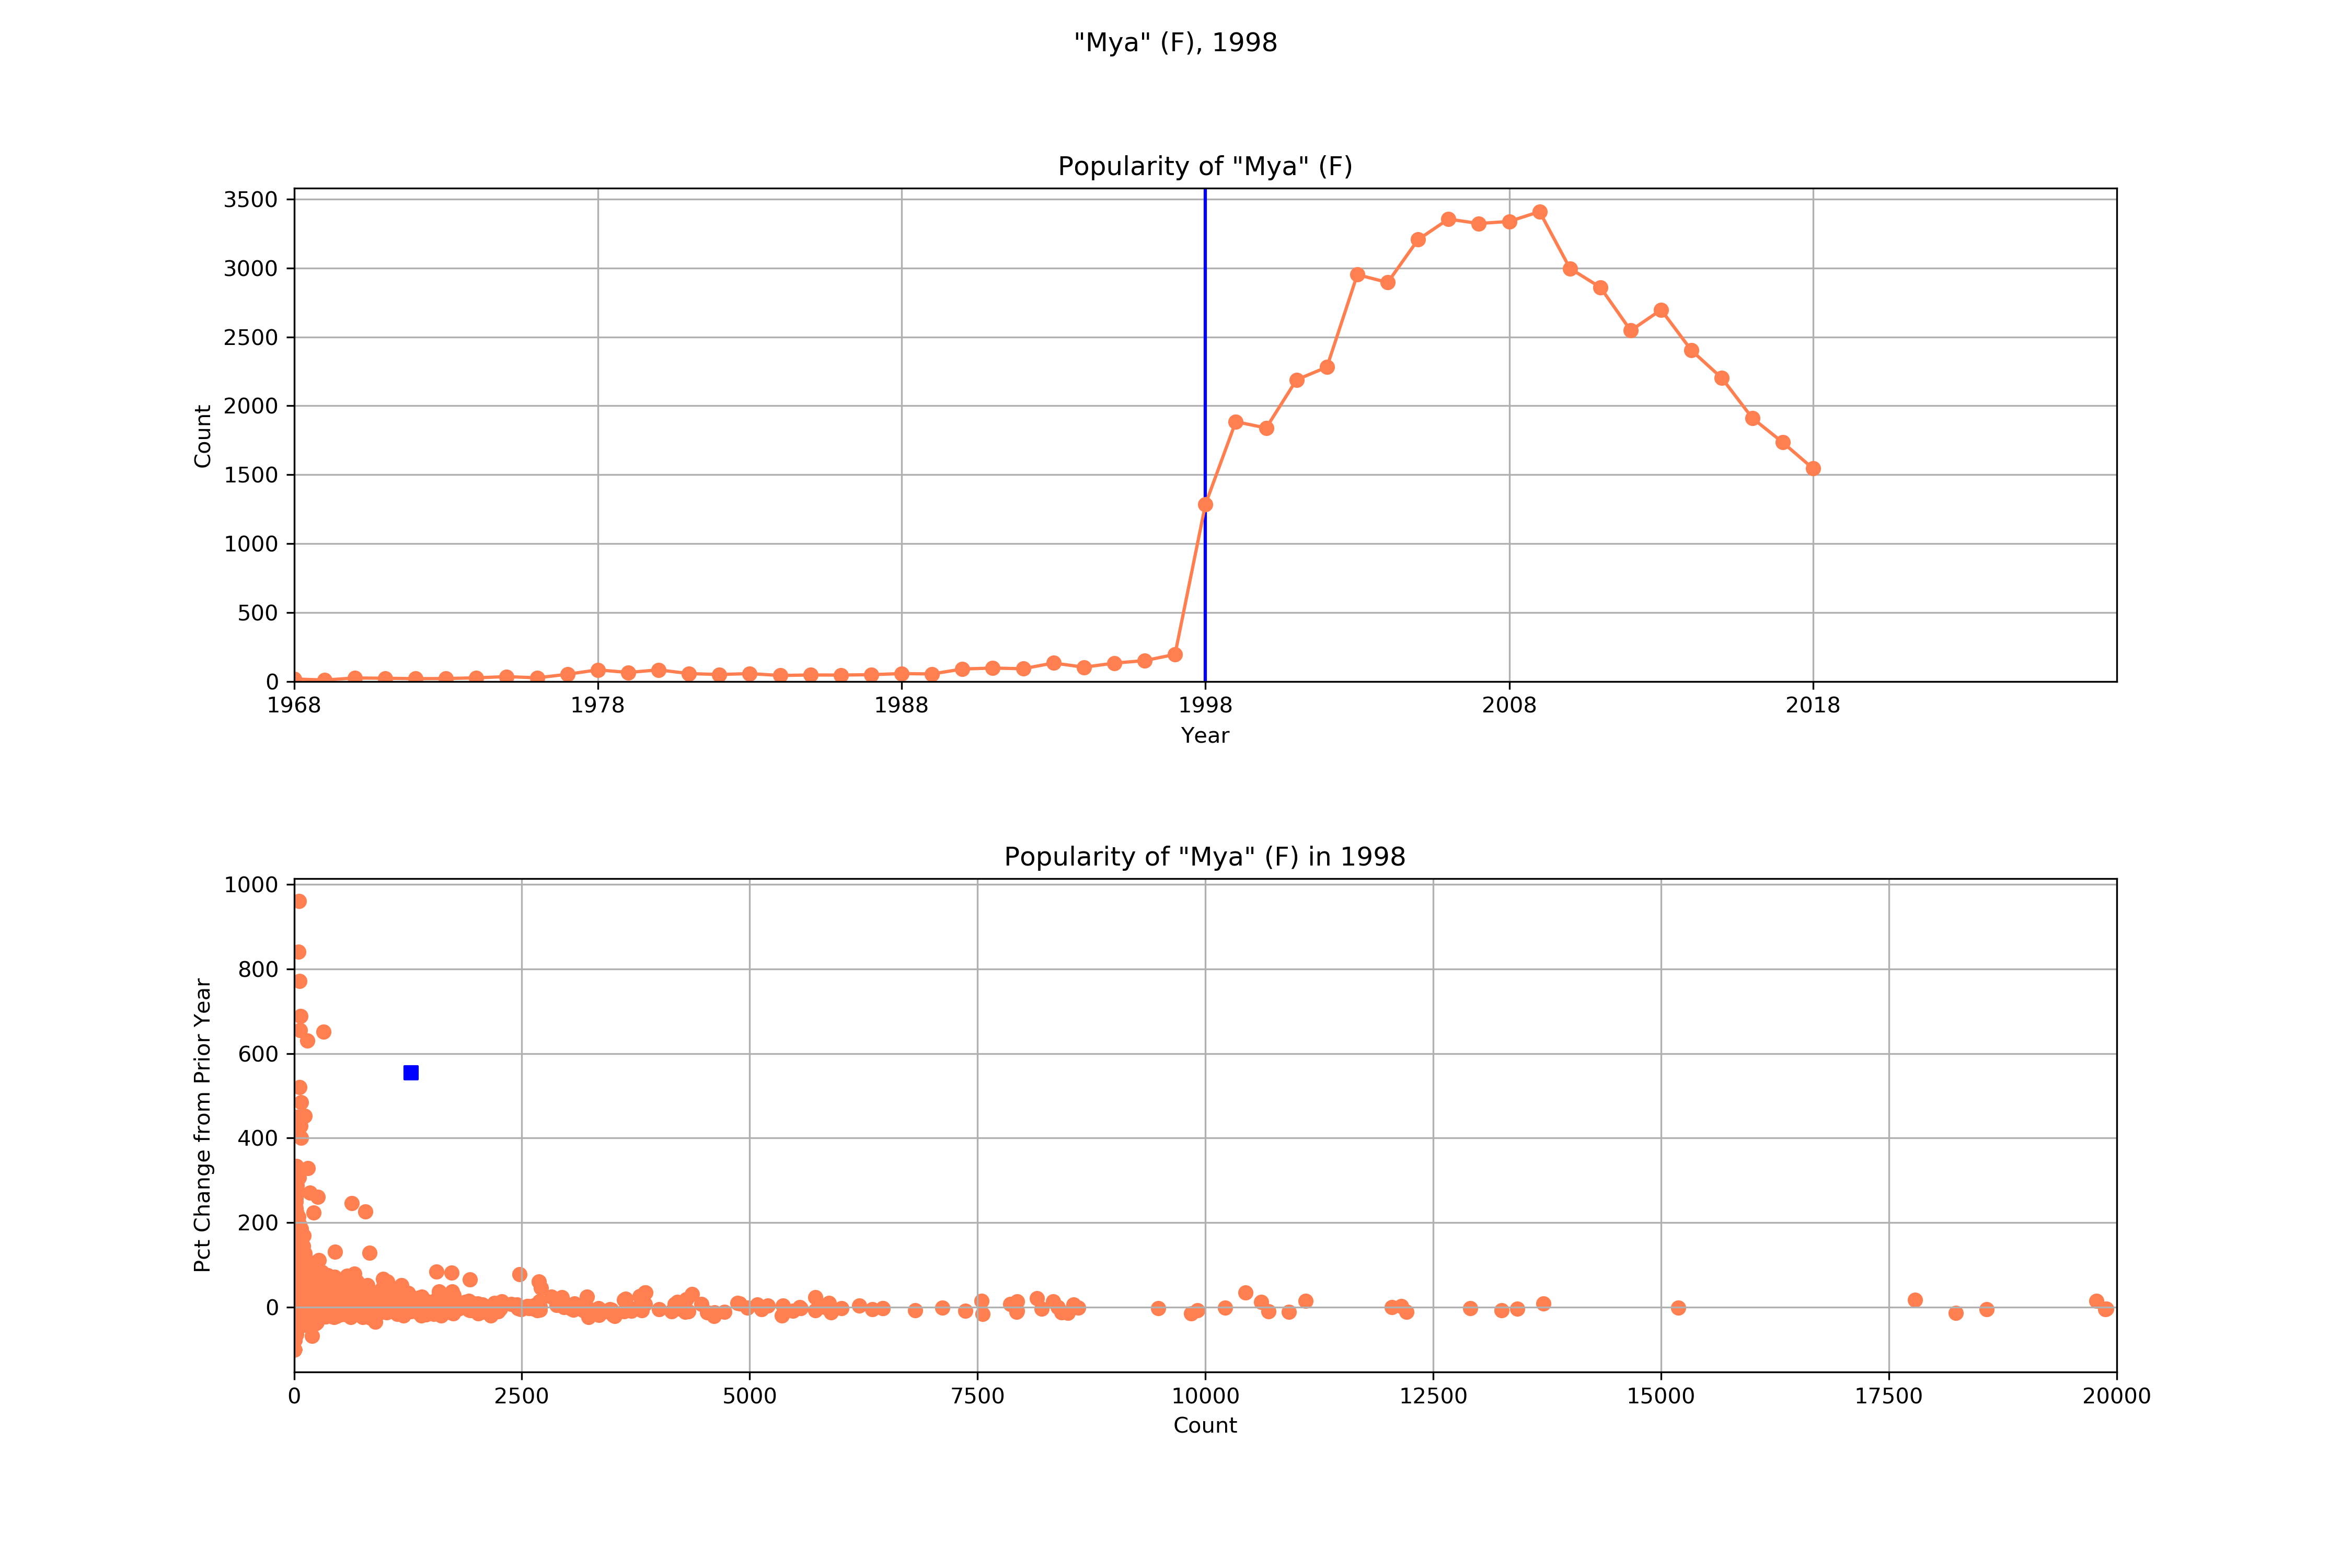 "Mya" (F), 1998
Popularity of "Mya" (F)
3500
3000
2500
2000
1500
1000
500
0
Count
1968 1978 1988 1998 2008 2018
Year
Popularity of "Mya" (F) in 1998
1000
800
600
400
200
0
Pct Change from Prior Year
0 2500 5000 7500 10000 12500 15000 17500 20000
Count